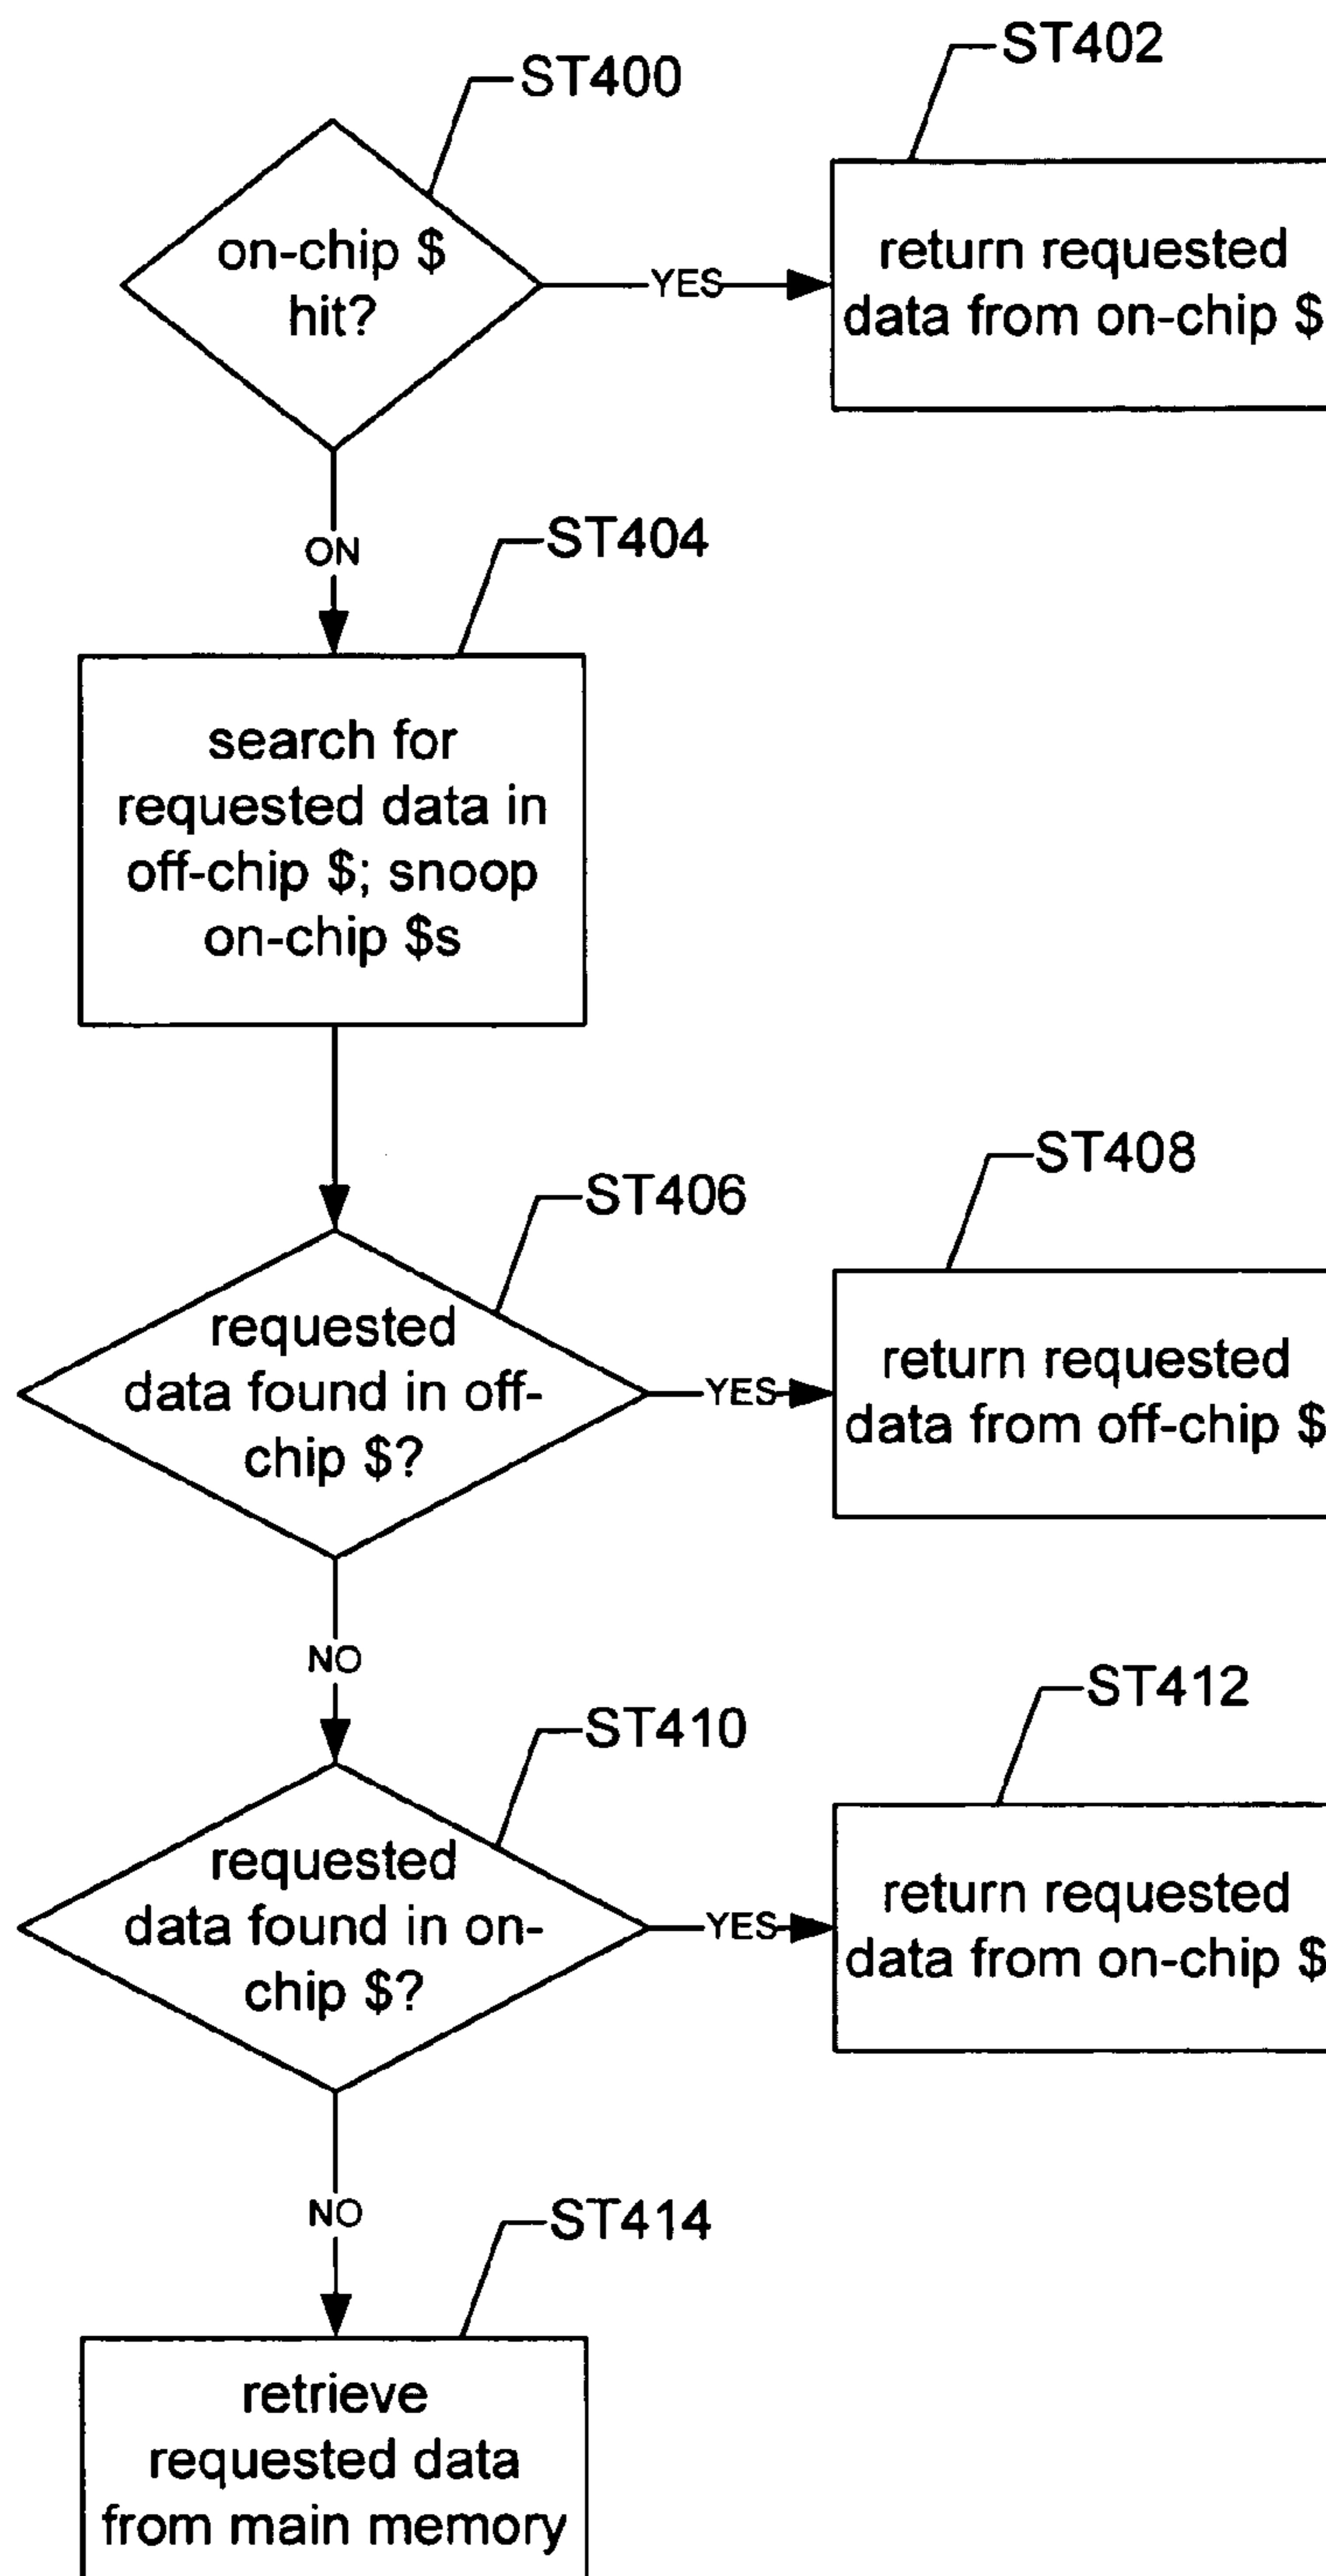 ST400
ST402
on-chip $
hit?
YES
return requested
data from on-chip $
ON
ST404
search for
requested data in
off-chip $; snoop
on-chip $s
ST406
ST408
requested
data found in off-
chip $?
YES
return requested
data from off-chip $
NO
ST410
ST412
requested
data found in on-
chip $?
YES
return requested
data from on-chip $
NO
ST414
retrieve
requested data
from main memory